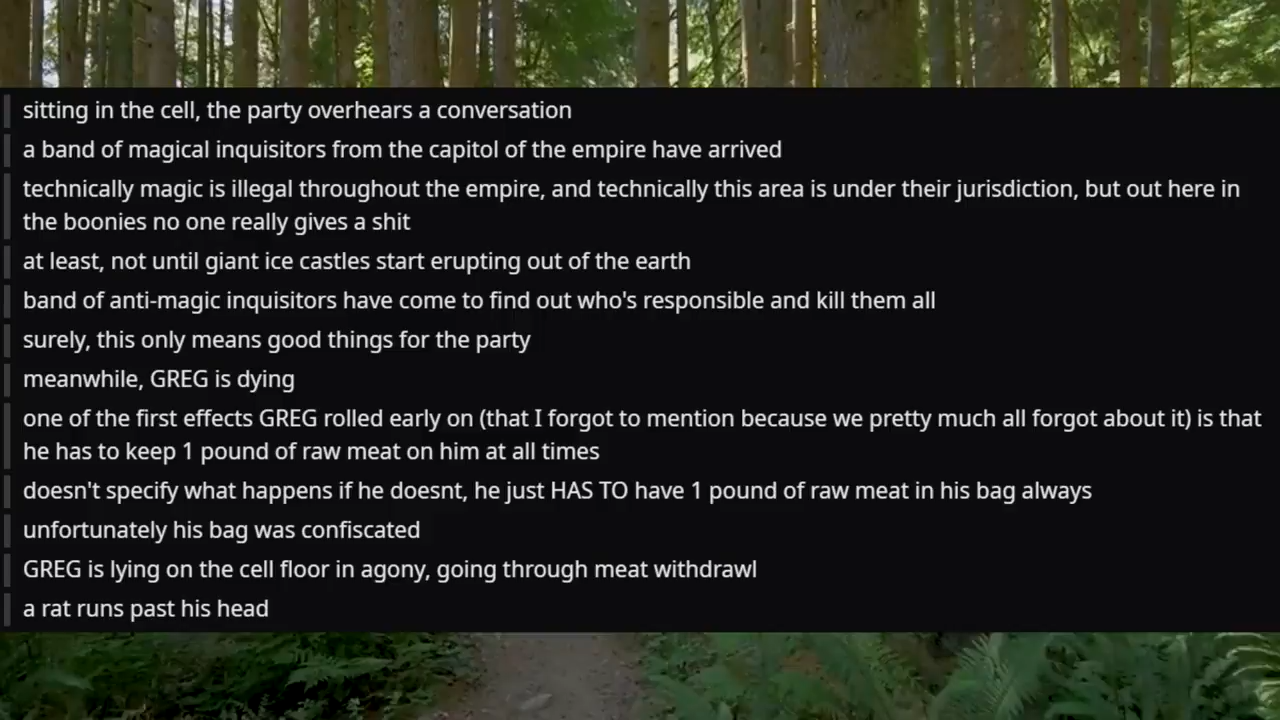 sitting in the cell, the party overhears a conversation
a band of magical inquisitors from the capitol of the empire have arrived
technically magic is illegal throughout the empire, and technically this area is under their jurisdiction, but out here in
the boonies no one really gives a shit
at least, not until giant ice castles start erupting out of the earth
band of anti-magic inquisitors have come to find out who's responsible and kill them all
surely, this only means good things for the party
meanwhile, GREG is dying
one of the first effects GREG rolled early on (that I forgot to mention because we pretty much all forgot about it) is that
he has to keep 1 pound of raw meat on him at all times
doesn't specify what happens if he doesnt, he just HAS TO have 1 pound of raw meat in his bag always
unfortunately his bag was confiscated
GREG is lying on the cell floor in agony, going through meat withdrawl
a rat runs past his head